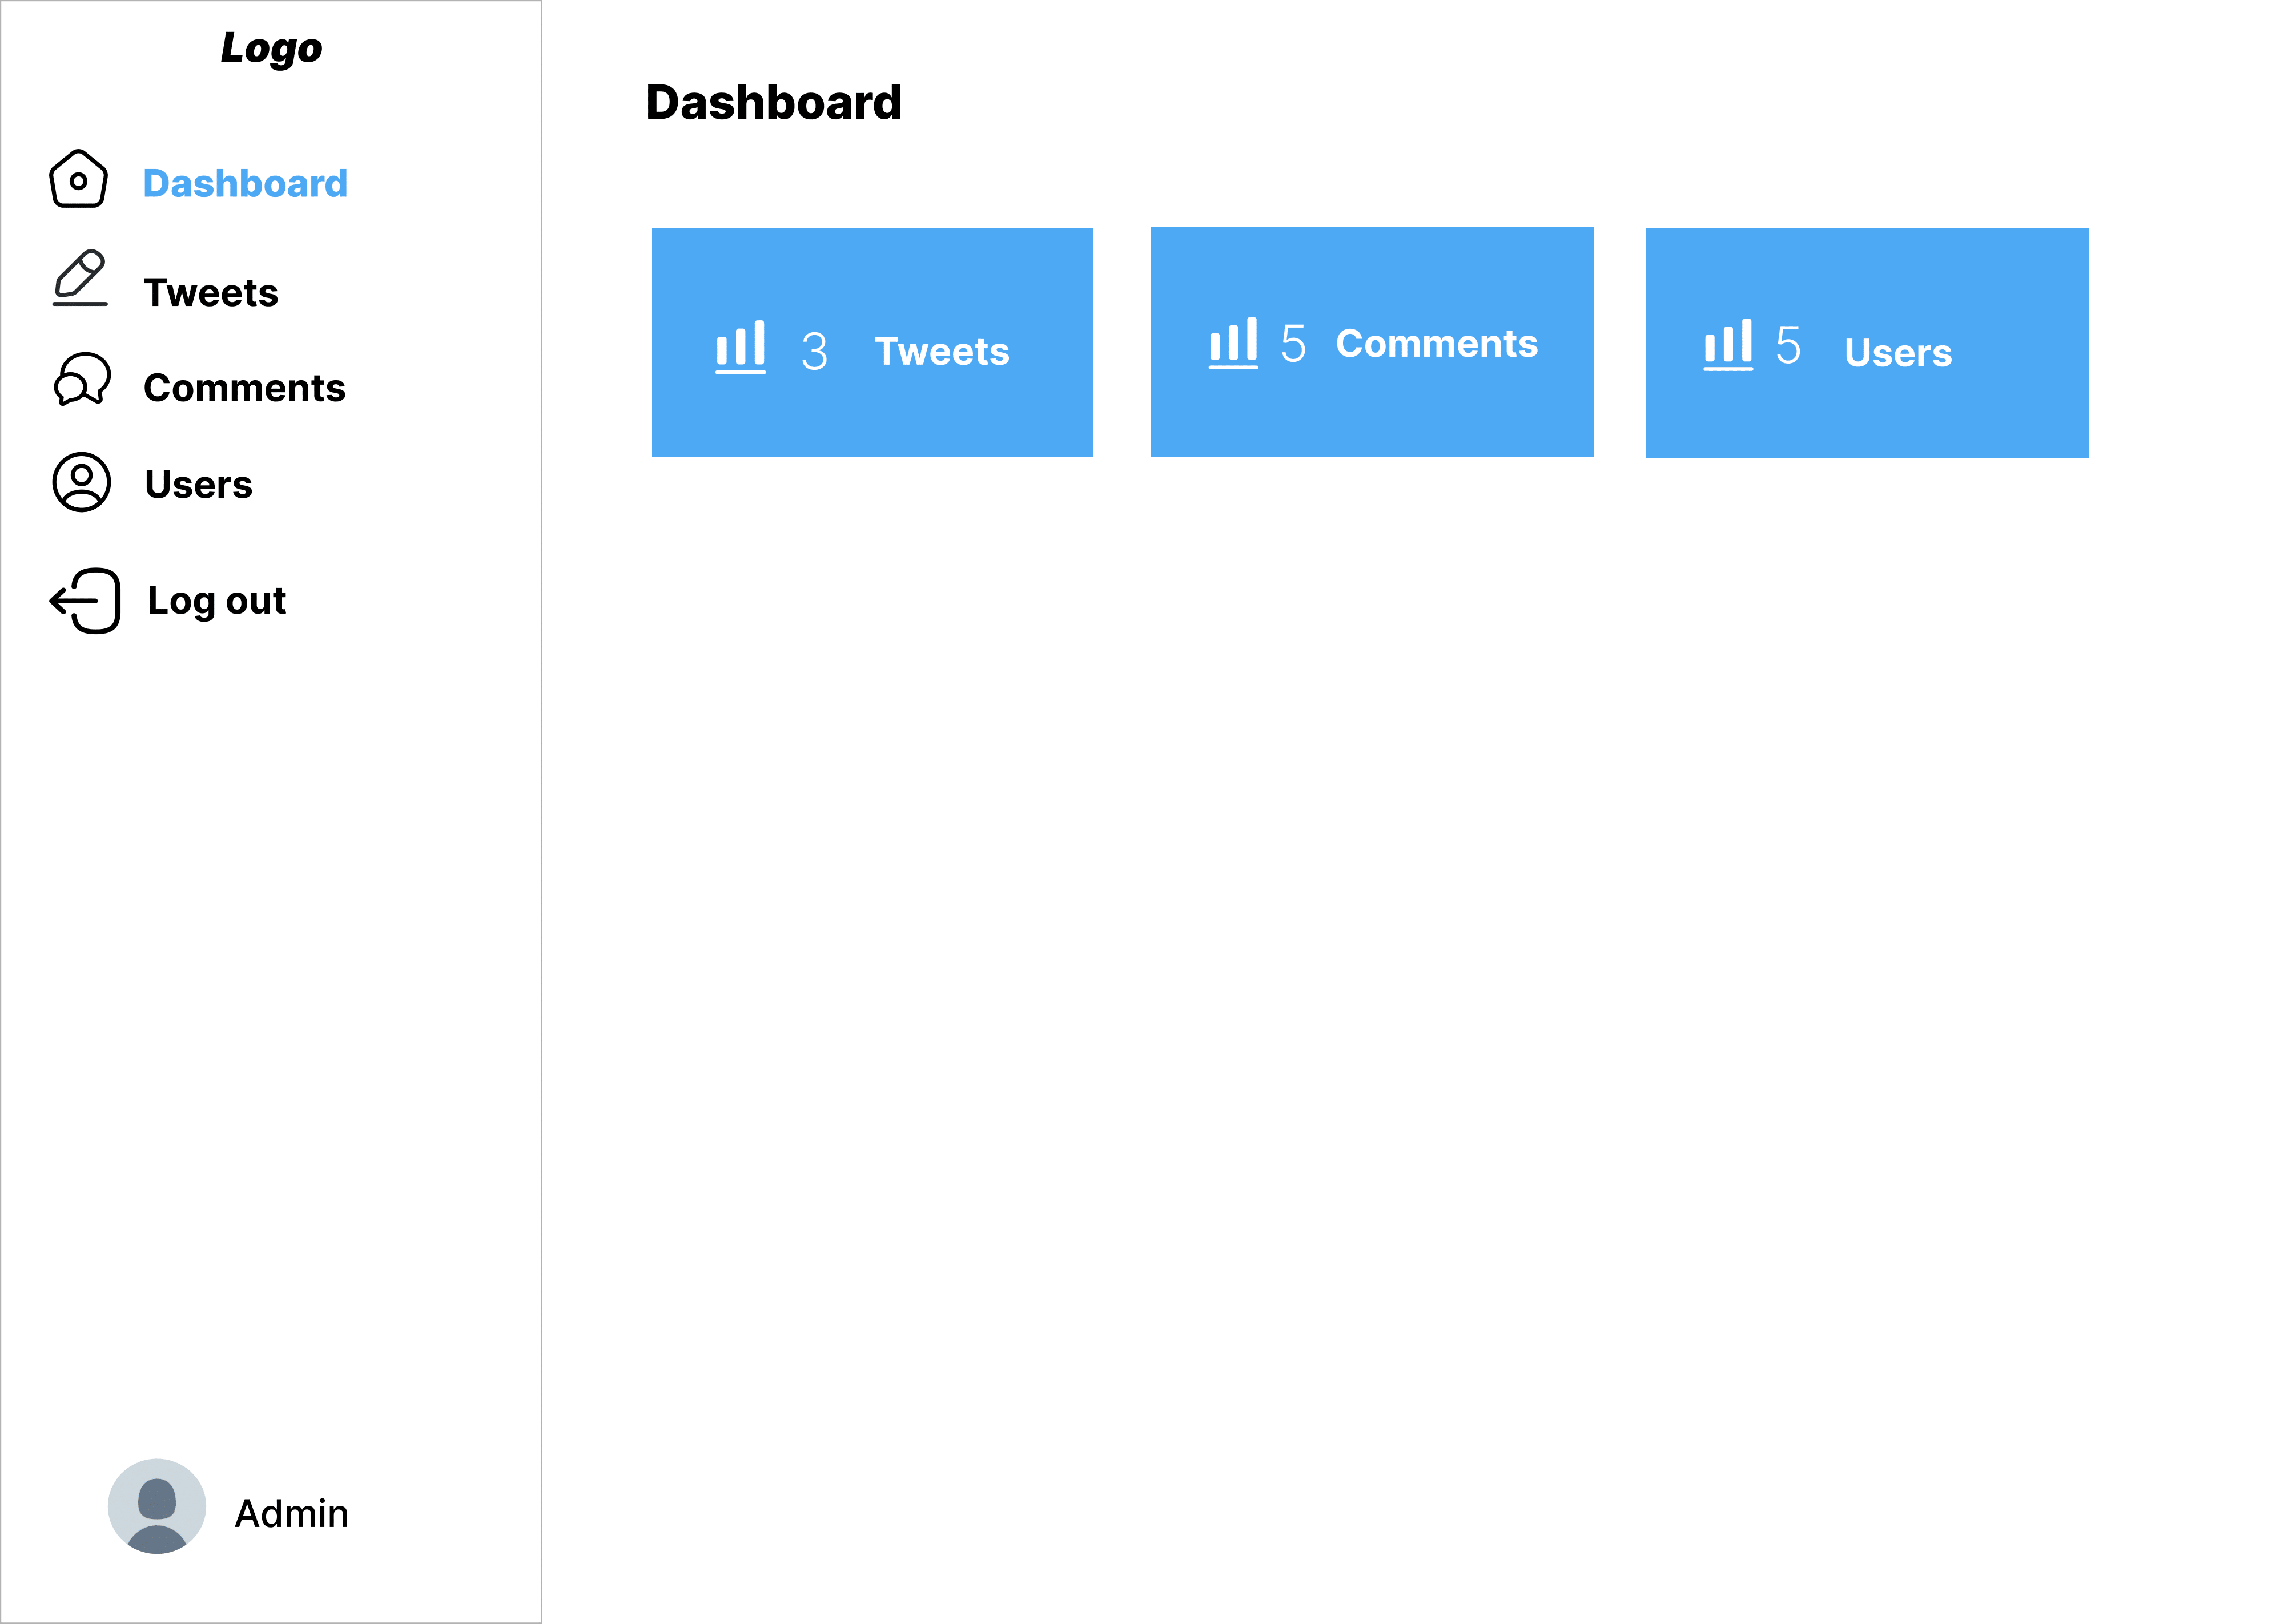 Logo
Dashboard
Tweets
Comments
Users
Log out
Admin
Dashboard
3 Tweets
5 Comments
5 Users